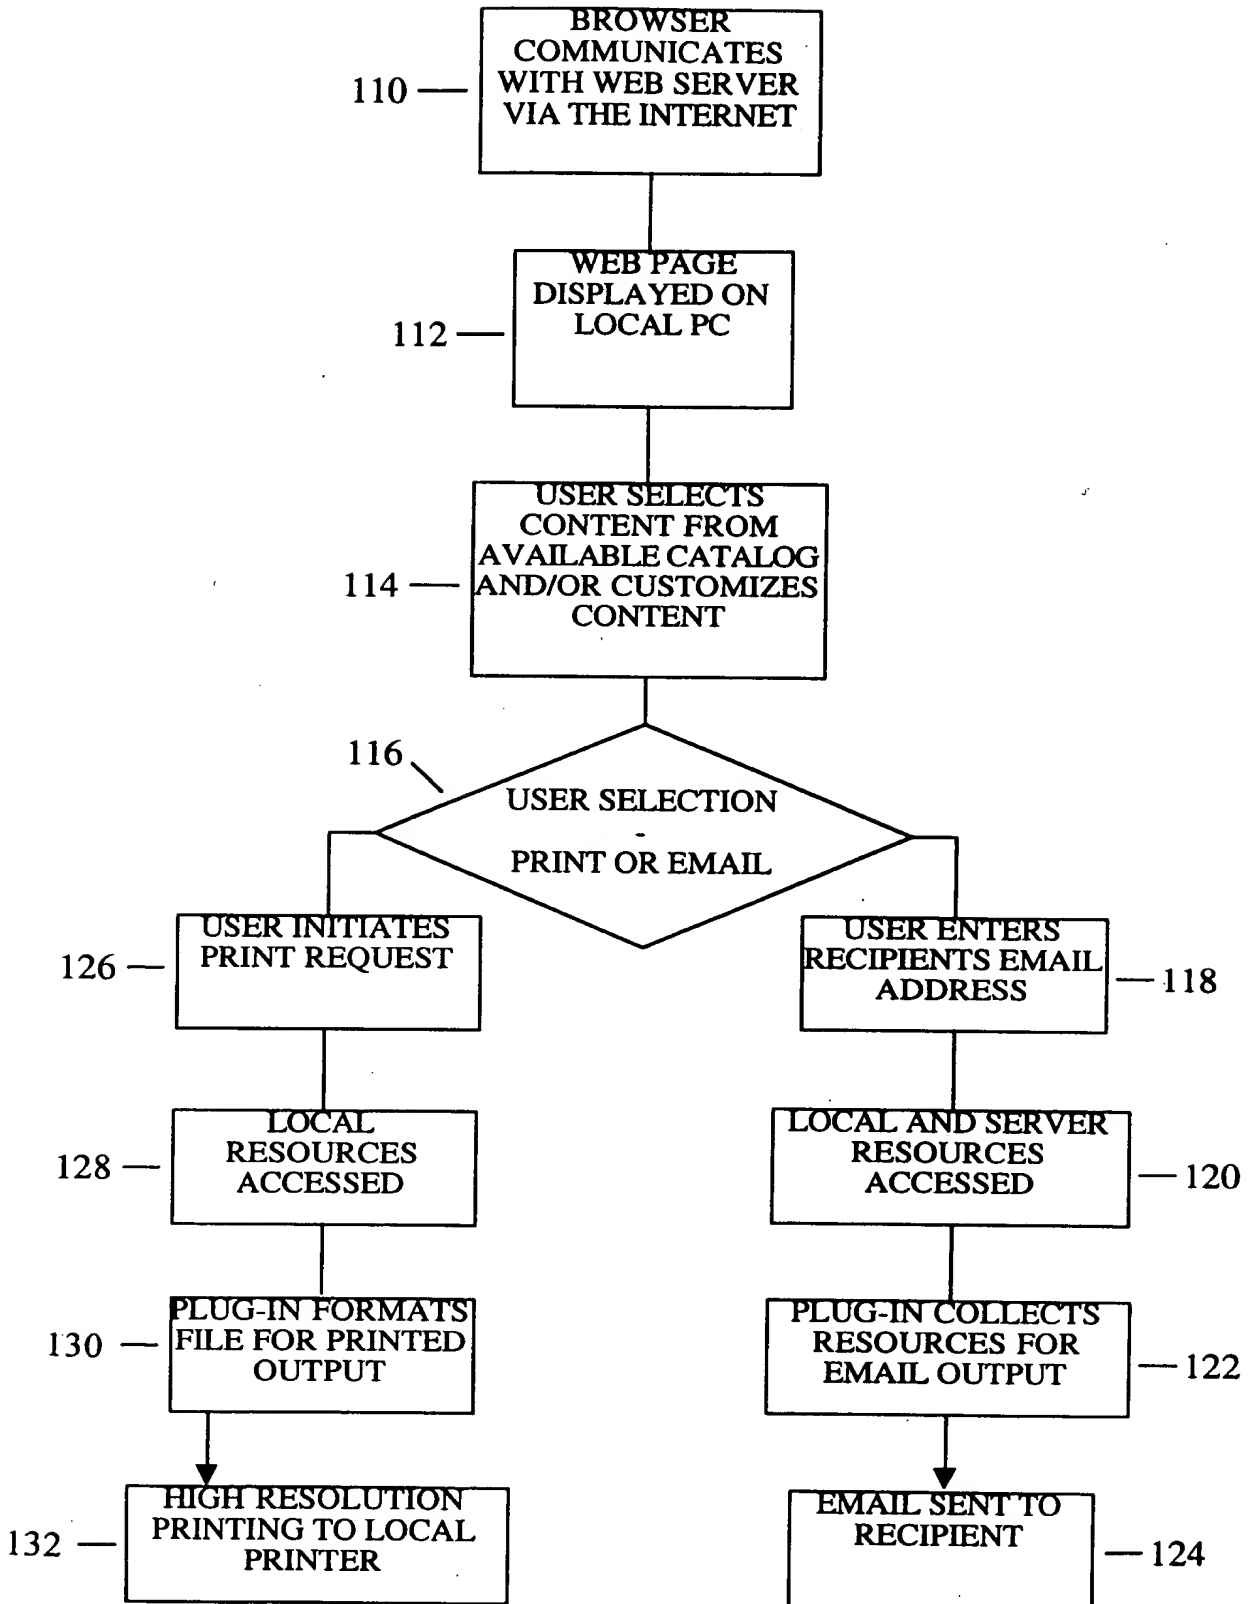 BROWSER
COMMUNICATES
WITH WEB SERVER
VIA THE INTERNET
110
WEB PAGE
DISPLAYED ON
LOCAL PC
112
USER SELECTS
CONTENT FROM
AVAILABLE CATALOG
AND/OR CUSTOMIZES
CONTENT
114
116
USER SELECTION
-
PRINT OR EMAIL
USER INITIATES
PRINT REQUEST
126
LOCAL
RESOURCES
ACCESSED
128
PLUG-IN FORMATS
FILE FOR PRINTED
OUTPUT
130
HIGH RESOLUTION
PRINTING TO LOCAL
PRINTER
132
USER ENTERS
RECIPIENTS EMAIL
ADDRESS
118
LOCAL AND SERVER
RESOURCES
ACCESSED
120
PLUG-IN COLLECTS
RESOURCES FOR
EMAIL OUTPUT
122
EMAIL SENT TO
RECIPIENT
124